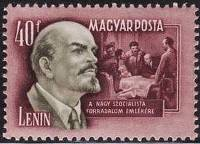 40f
MAGYAR POSTA
LENIN
A NAGY SZOCIALISTA
FORRADALOM EMLÉKÉRE